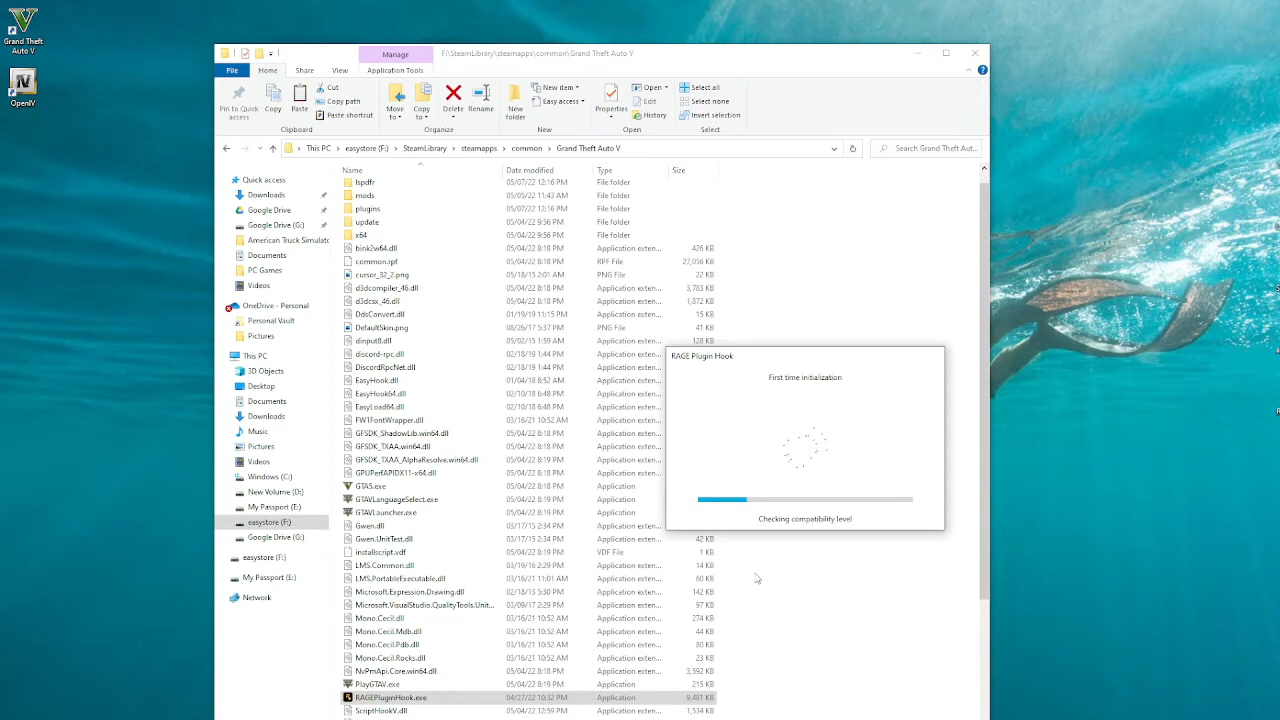 Grand Theft
Auto V
OpenIV
Manage
F:\SteamLibrary\steamapps\common\Grand Theft Auto V
File
Home
Share
View
Application Tools
Pin to Quick
access
Copy
Paste
Cut
Copy path
Paste shortcut
Clipboard
Move
to
Copy
to
Delete
Rename
Organize
New
folder
New item
Easy access
New
Properties
Open
Edit
History
Open
Select all
Select none
Invert selection
Select
This PC > easystore (F:) > SteamLibrary > steamapps > common > Grand Theft Auto V
Search Grand Theft Aut...
Quick access
Downloads
Google Drive
Google Drive (G:)
American Truck Simulato
Documents
PC Games
Videos
OneDrive - Personal
Personal Vault
Pictures
This PC
3D Objects
Desktop
Documents
Downloads
Music
Pictures
Videos
Windows (C:)
New Volume (D:)
My Passport (E:)
easystore (F:)
Google Drive (G:)
easystore (F:)
My Passport (E:)
Network
Name Date modified Type Size
lspdfr 05/07/22 12:16 PM File folder
mods 05/05/22 11:43 AM File folder
plugins 05/07/22 12:16 PM File folder
update 05/04/22 9:56 PM File folder
x64 05/04/22 9:56 PM File folder
bink2w64.dll 05/04/22 8:18 PM Application exten... 426 KB
common.rpf 05/04/22 8:18 PM RPF File 27,056 KB
cursor_32_2.png 05/18/15 2:01 AM PNG File 22 KB
d3dcompiler_46.dll 05/04/22 8:18 PM Application exten... 3,783 KB
d3dcsx_46.dll 05/04/22 8:18 PM Application exten... 1,872 KB
DdsConvert.dll 01/19/19 11:15 PM Application exten... 15 KB
DefaultSkin.png 08/26/17 5:37 PM PNG File 41 KB
dinput8.dll 05/02/15 1:59 AM Application exten... 128 KB
discord-rpc.dll 02/18/19 1:44 PM Application exten...
DiscordRpcNet.dll 02/18/19 1:44 PM Application exten...
EasyHook.dll 01/04/18 8:52 AM Application exten...
EasyHook64.dll 02/10/18 6:48 PM Application exten...
EasyLoad64.dll 02/10/18 6:48 PM Application exten...
FW1FontWrapper.dll 03/16/21 10:52 AM Application exten...
GFSDK_ShadowLib.win64.dll 05/04/22 8:18 PM Application exten...
GFSDK_TXAA.win64.dll 05/04/22 8:18 PM Application exten...
GFSDK_TXAA_AlphaResolve.win64.dll 05/04/22 8:19 PM Application exten...
GPUPerfAPIDX11-x64.dll 05/04/22 8:18 PM Application exten...
GTA5.exe 05/04/22 8:18 PM Application
GTAVLanguageSelect.exe 05/04/22 8:19 PM Application
GTAVLauncher.exe 05/04/22 8:19 PM Application
Gwen.dll 03/17/15 2:34 PM Application exten...
Gwen.UnitTest.dll 03/17/15 2:34 PM Application exten... 42 KB
installscript.vdf 05/04/22 8:19 PM VDF File 1 KB
LMS.Common.dll 03/19/16 2:29 PM Application exten... 14 KB
LMS.PortableExecutable.dll 03/16/21 11:01 AM Application exten... 60 KB
Microsoft.Expression.Drawing.dll 02/18/13 5:30 PM Application exten... 142 KB
Microsoft.VisualStudio.QualityTools.Unit... 03/09/17 2:29 PM Application exten... 97 KB
Mono.Cecil.dll 03/16/21 10:52 AM Application exten... 274 KB
Mono.Cecil.Mdb.dll 03/16/21 10:52 AM Application exten... 44 KB
Mono.Cecil.Pdb.dll 03/16/21 10:52 AM Application exten... 80 KB
Mono.Cecil.Rocks.dll 03/16/21 10:52 AM Application exten... 23 KB
NvPmApi.Core.win64.dll 05/04/22 8:18 PM Application exten... 3,592 KB
PlayGTAV.exe 05/04/22 8:19 PM Application 215 KB
RAGEPluginHook.exe 04/27/22 10:32 PM Application 9,481 KB
ScriptHookV.dll 05/04/22 12:59 PM Application exten... 1,534 KB
RAGE Plugin Hook
First time initialization
Checking compatibility level